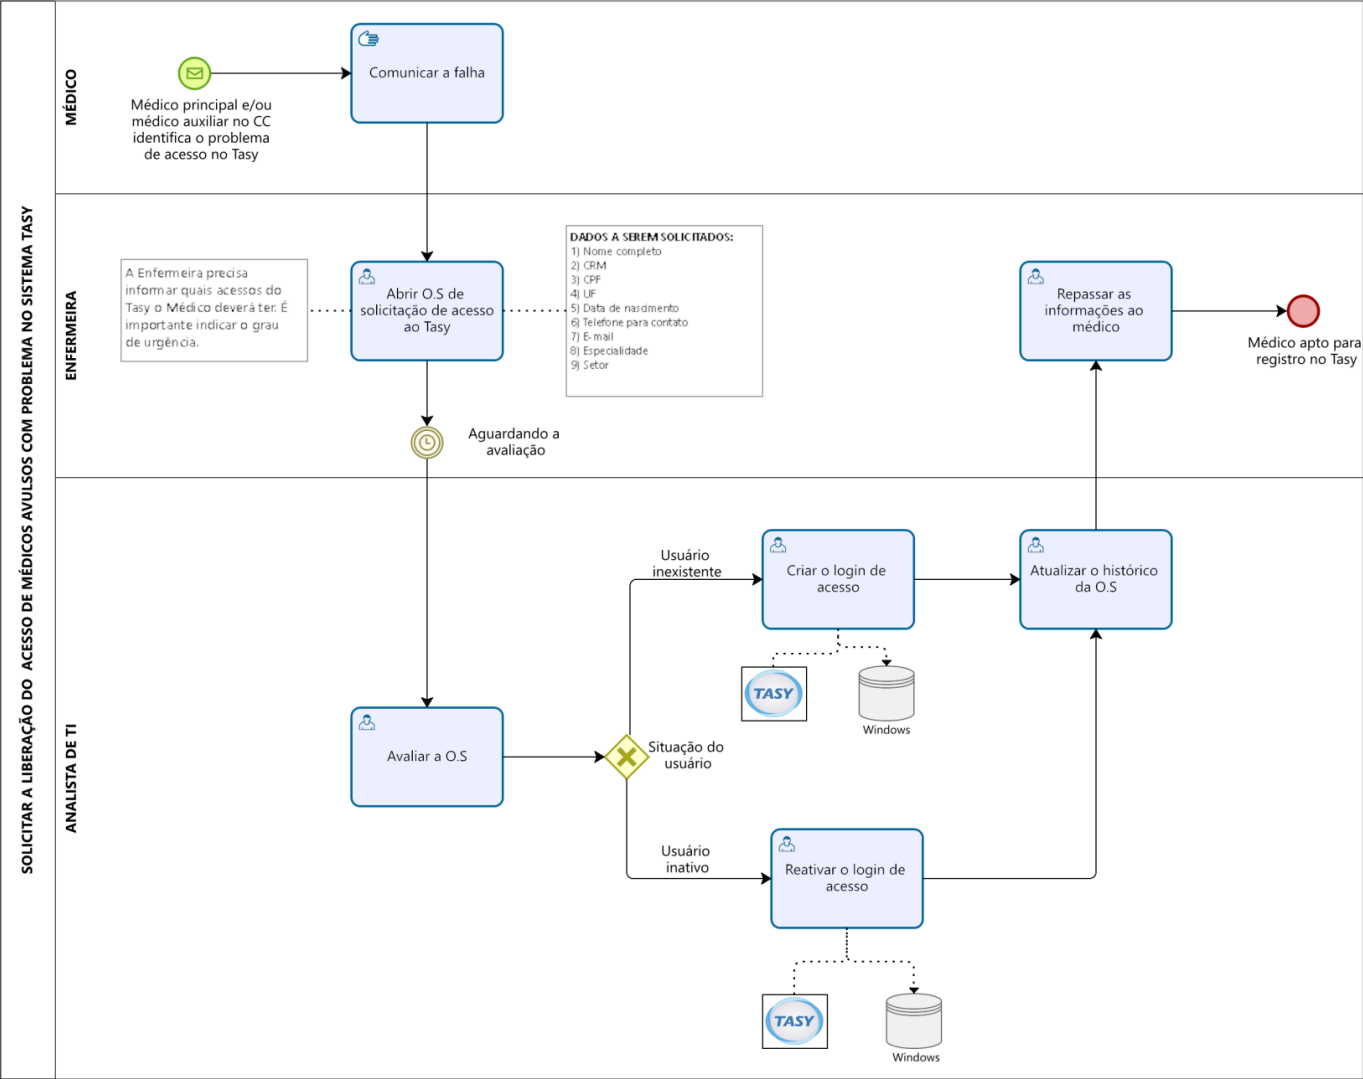 SOLICITAR A LIBERAÇÃO DO ACESSO DE MÉDICOS AVULSOS COM PROBLEMA NO SISTEMA TASY
MÉDICO
Médico principal e/ou
médico auxiliar no CC
identifica o problema
de acesso no Tasy
Comunicar a falha
ENFERMEIRA
A Enfermeira precisa
informar quais acessos do
Tasy o Médico deverá ter. É
importante indicar o grau
de urgência.
Abrir O.S de
solicitação de acesso
ao Tasy
DADOS A SEREM SOLICITADOS:
1) Nome completo
2) CRM
3) CPF
4) UF
5) Data de nascimento
6) Telefone para contato
7) E-mail
8) Especialidade
9) Setor
Aguardando a
avaliação
Repassar as
informações ao
médico
Médico apto para
registro no Tasy
ANALISTA DE TI
Avaliar a O.S
Situação do
usuário
Usuário
inexistente
Criar o login de
acesso
TASY
Windows
Atualizar o histórico
da O.S
Usuário
inativo
Reativar o login de
acesso
TASY
Windows